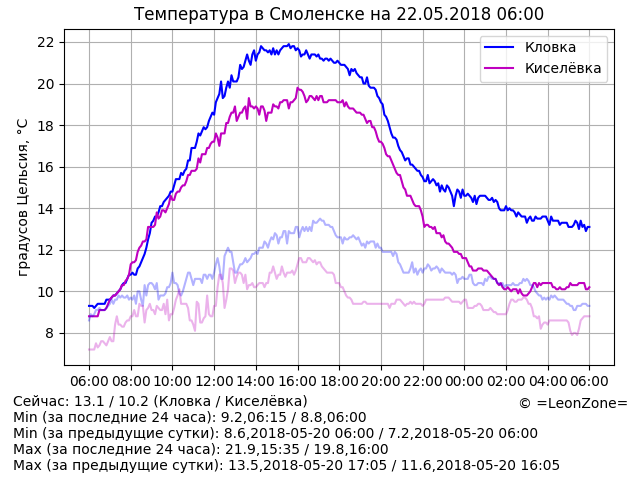 Температура в Смоленске на 22.05.2018 06:00
Кловка
Киселёвка
градусов Цельсия, °C
22
20
18
16
14
12
10
8
06:00 08:00 10:00 12:00 14:00 16:00 18:00 20:00 22:00 00:00 02:00 04:00 06:00
Сейчас: 13.1 / 10.2 (Кловка / Киселёвка)
© =LeonZone=
Min (за последние 24 часа): 9.2,06:15 / 8.8,06:00
Min (за предыдущие сутки): 8.6,2018-05-20 06:00 / 7.2,2018-05-20 06:00
Max (за последние 24 часа): 21.9,15:35 / 19.8,16:00
Max (за предыдущие сутки): 13.5,2018-05-20 17:05 / 11.6,2018-05-20 16:05